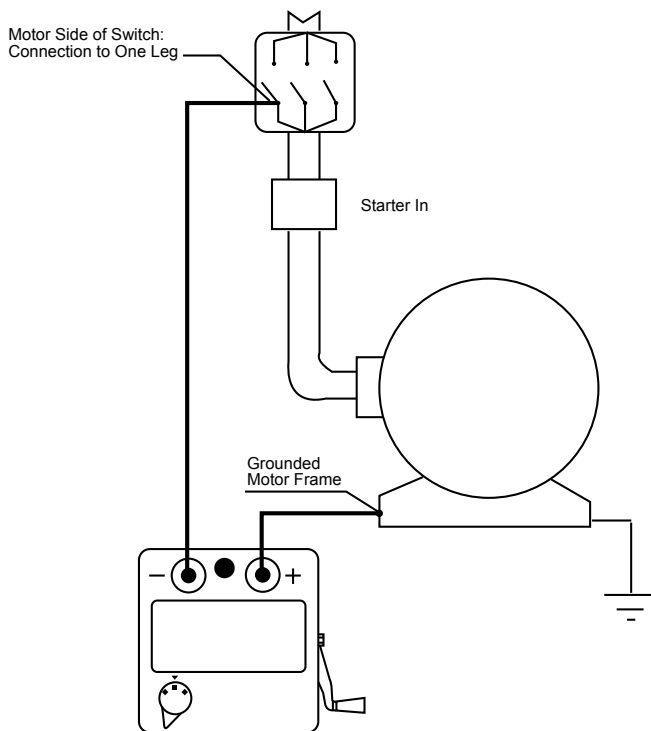 Motor Side of Switch:
Connection to One Leg
Starter In
Grounded
Motor Frame
− +